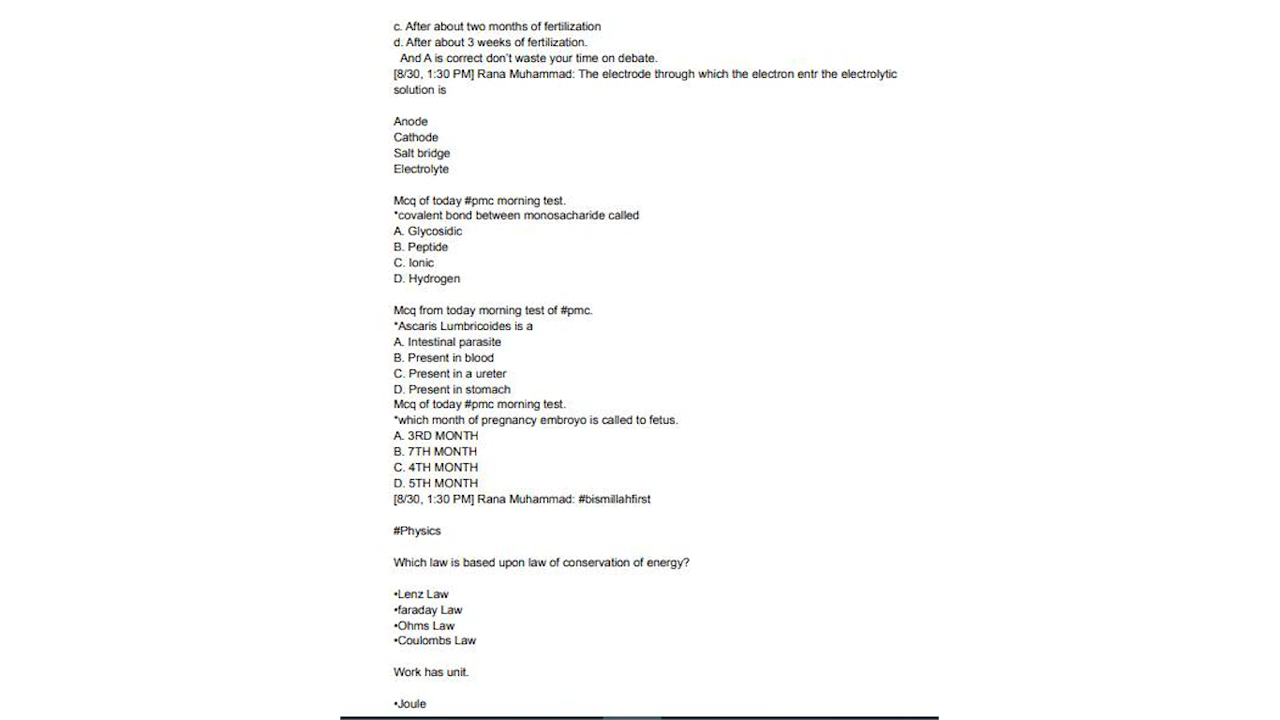 c. After about two months of fertilization
d. After about 3 weeks of fertilization.
And A is correct don't waste your time on debate.
[8/30, 1:30 PM] Rana Muhammad: The electrode through which the electron entr the electrolytic
solution is
Anode
Cathode
Salt bridge
Electrolyte
Mcq of today #pmc morning test.
*covalent bond between monosacharide called
A. Glycosidic
B. Peptide
C. Ionic
D. Hydrogen
Mcq from today morning test of #pmc.
*Ascaris Lumbricoides is a
A. Intestinal parasite
B. Present in blood
C. Present in a ureter
D. Present in stomach
Mcq of today #pmc morning test.
*which month of pregnancy embroyo is called to fetus.
A. 3RD MONTH
B. 7TH MONTH
C. 4TH MONTH
D. 5TH MONTH
[8/30, 1:30 PM] Rana Muhammad: #bismillahfirst
#Physics
Which law is based upon law of conservation of energy?
•Lenz Law
•faraday Law
•Ohms Law
•Coulombs Law
Work has unit.
•Joule